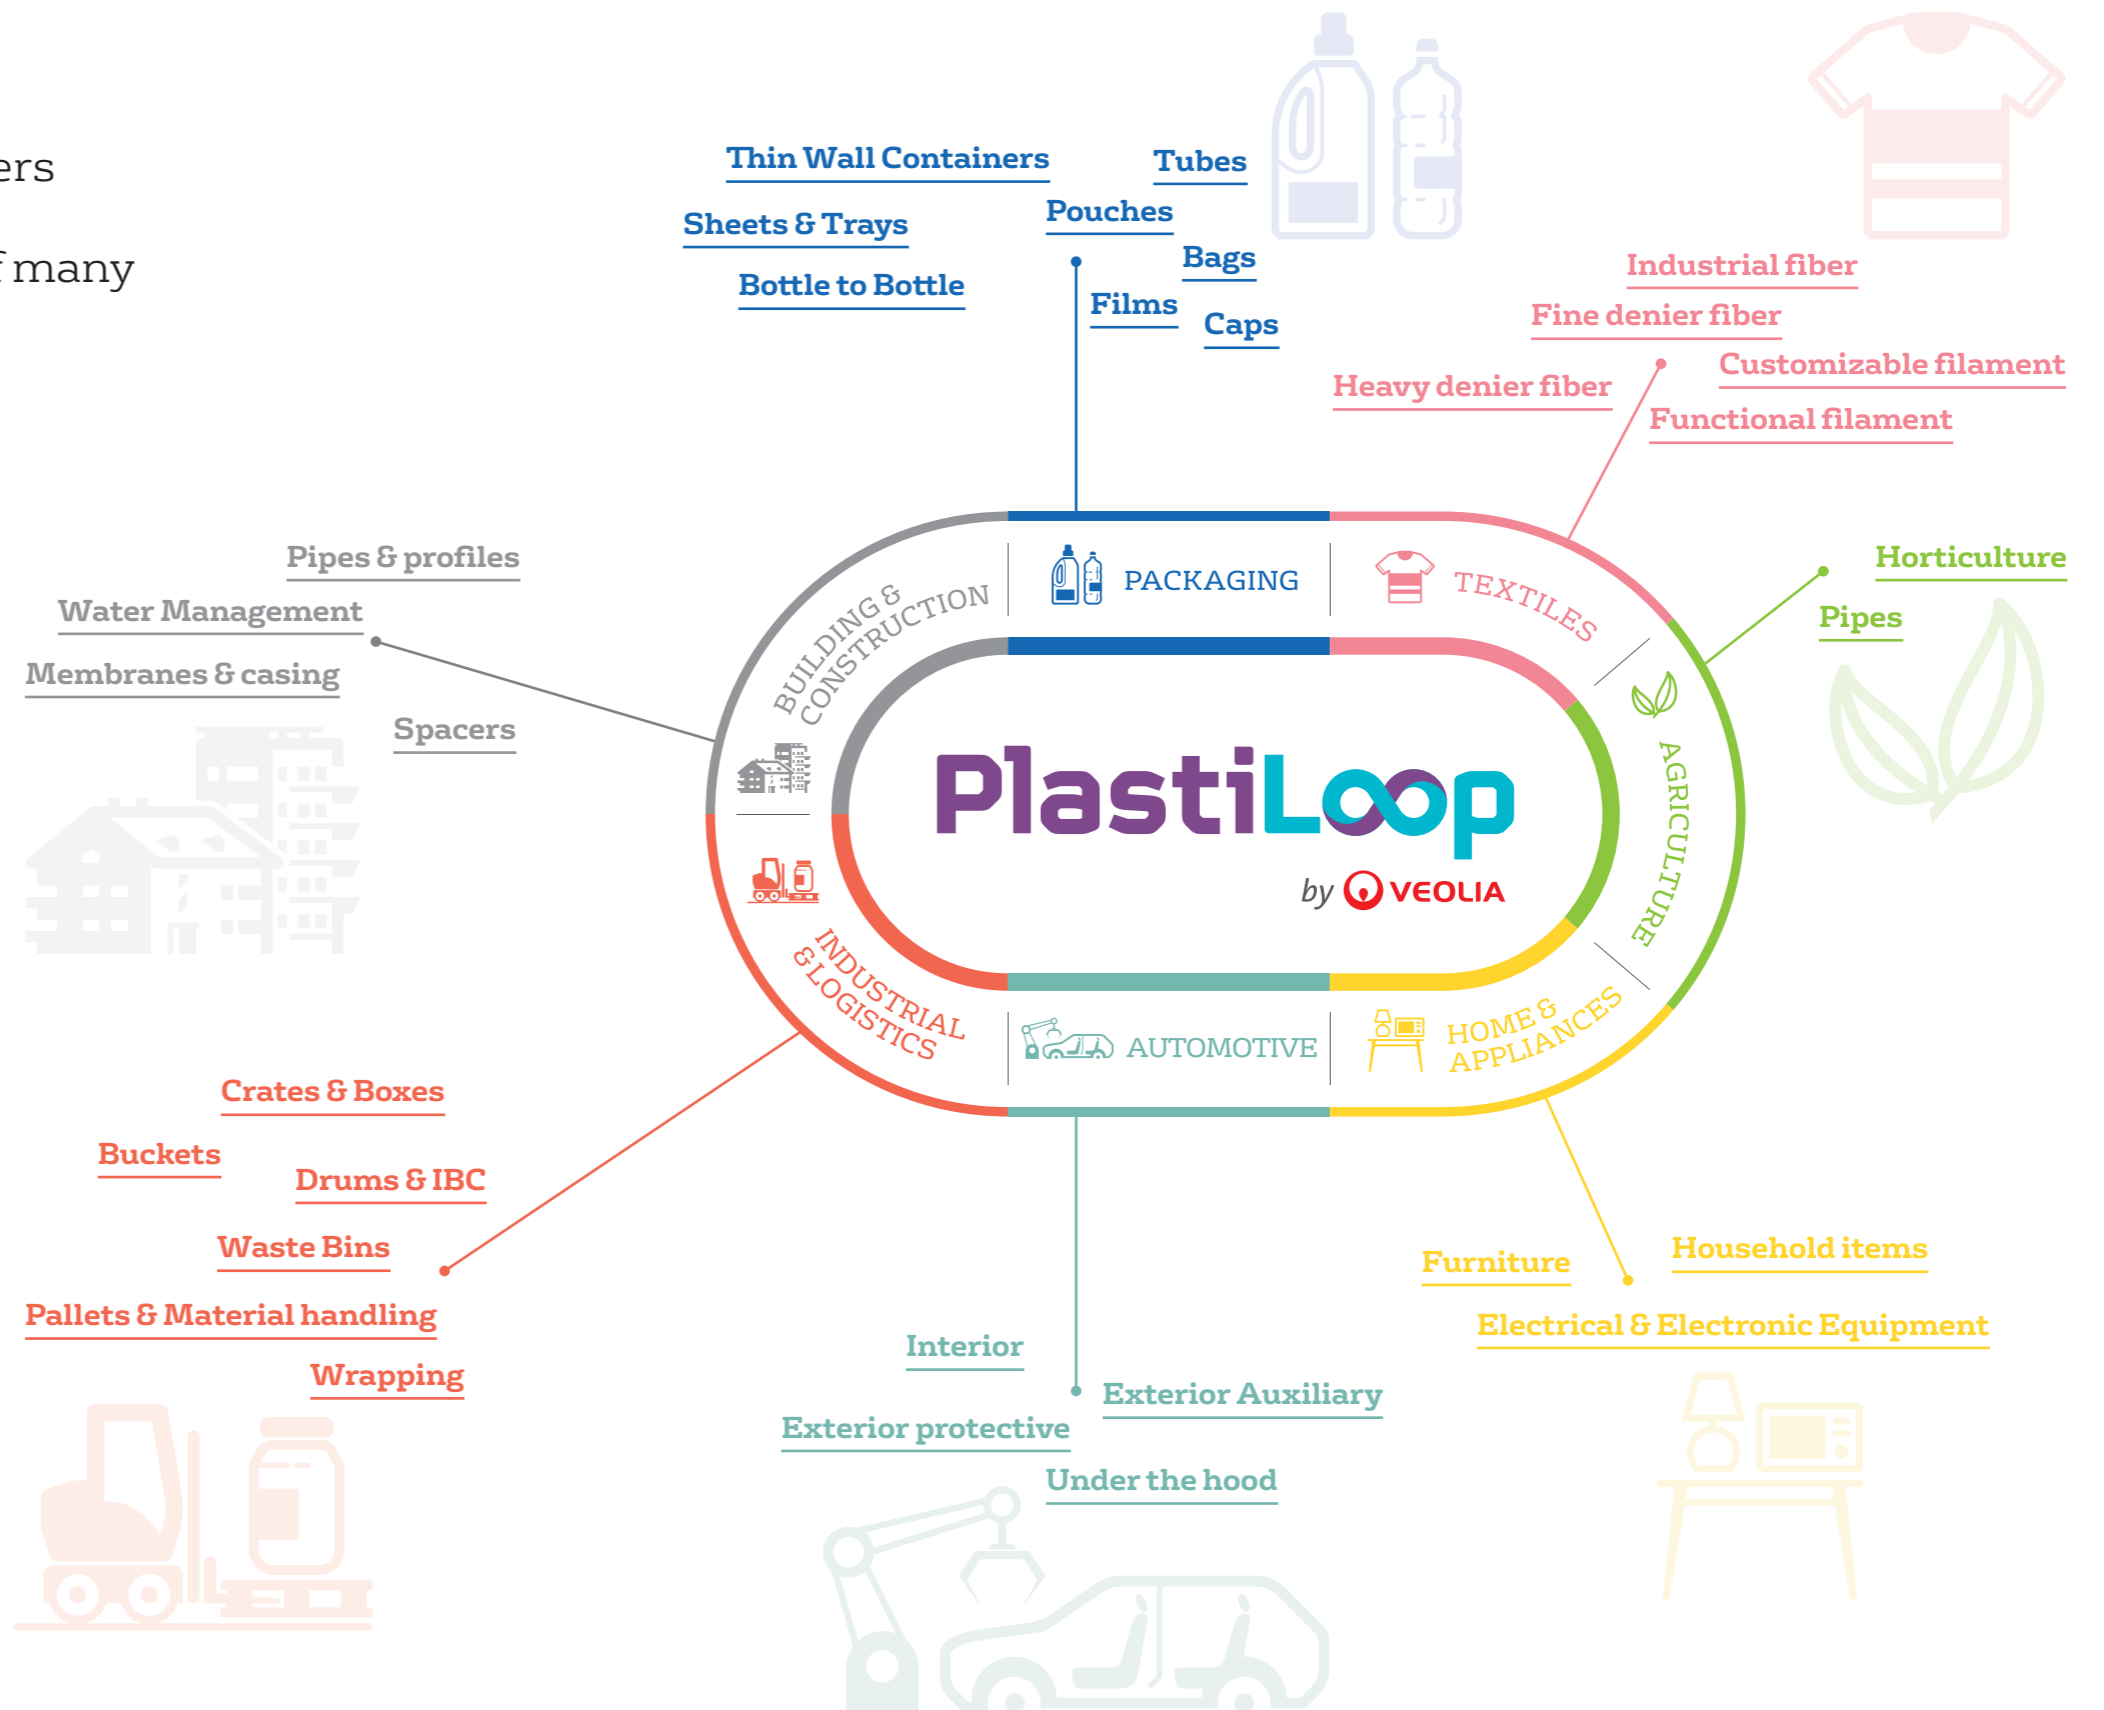 ers
many
Thin Wall Containers
Tubes
Sheets & Trays
Pouches
Bags
Bottle to Bottle
Films
Caps
Industrial fiber
Fine denier fiber
Customizable filament
Heavy denier fiber
Functional filament
Pipes & profiles
Water Management
Membranes & casing
Spacers
Horticulture
Pipes
BUILDING &
CONSTRUCTION
PACKAGING
TEXTILES
AGRICULTURE
PlastiLoop
by VEOLIA
INDUSTRIAL
& LOGISTICS
AUTOMOTIVE
HOME &
APPLIANCES
Crates & Boxes
Buckets
Drums & IBC
Waste Bins
Pallets & Material handling
Wrapping
Interior
Exterior Auxiliary
Exterior protective
Under the hood
Furniture
Household items
Electrical & Electronic Equipment